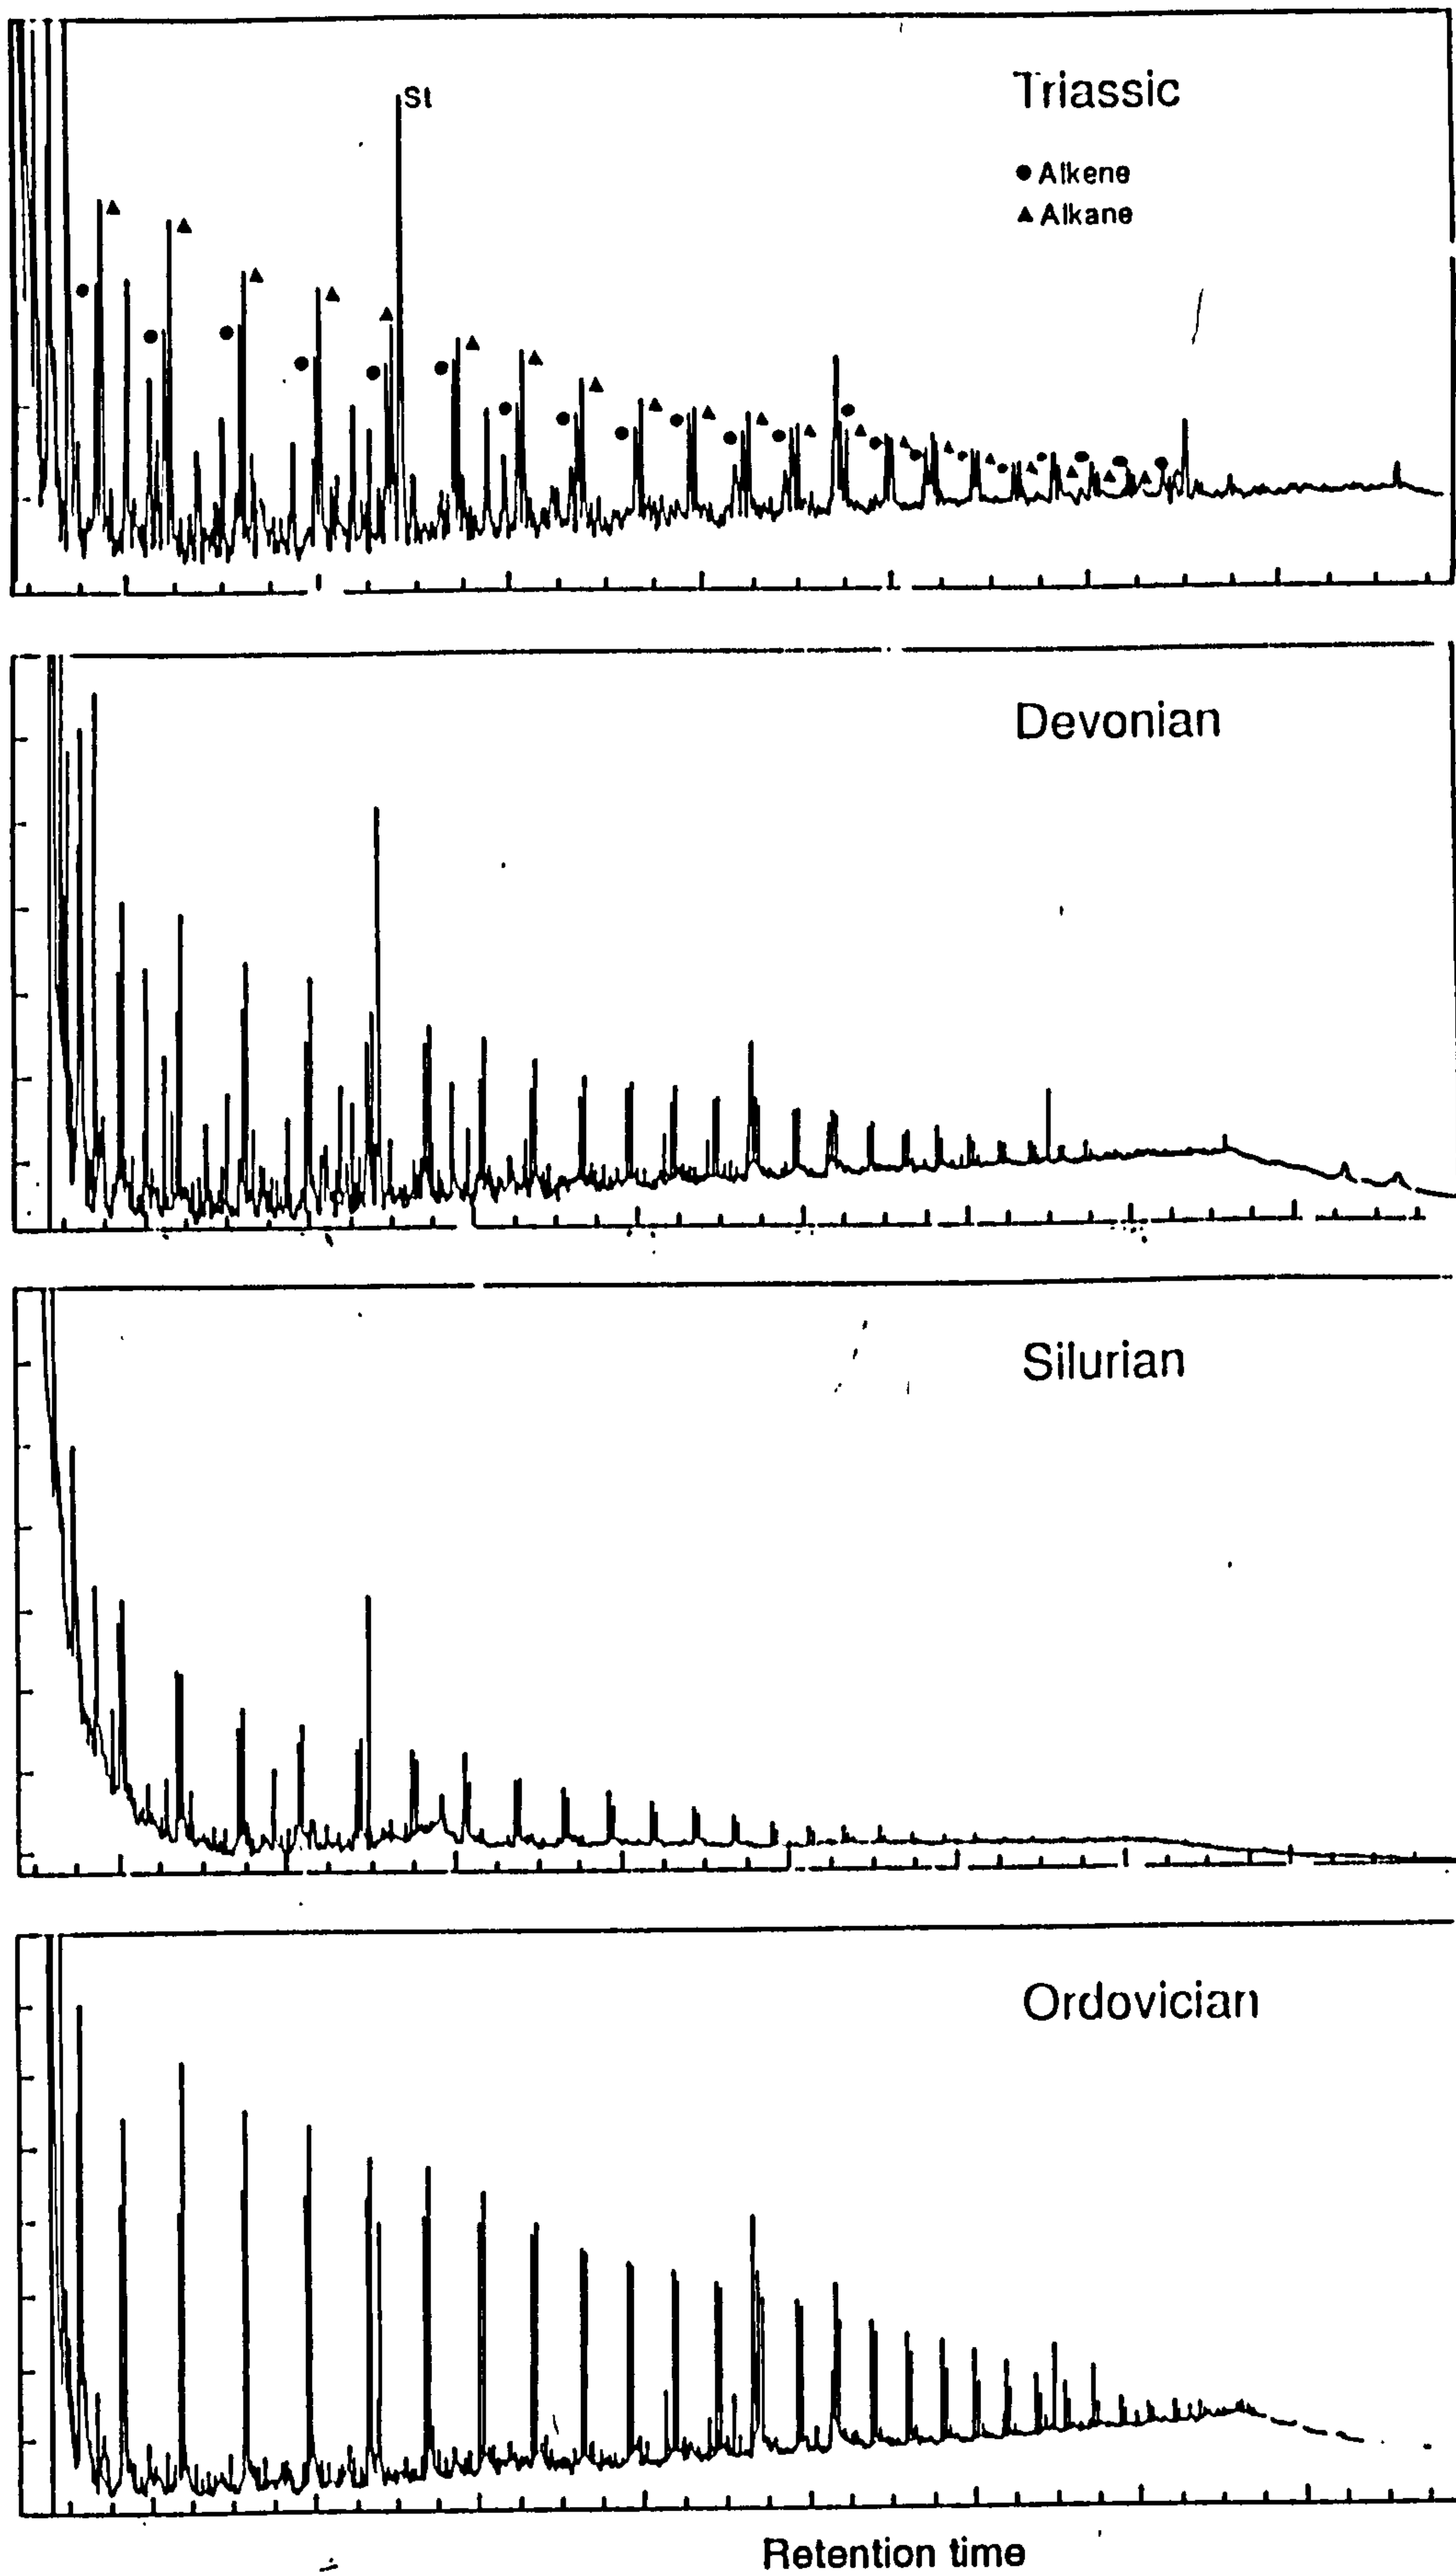 St
Triassic
● Alkene
▲ Alkane
Devonian
Silurian
Ordovician
Retention time